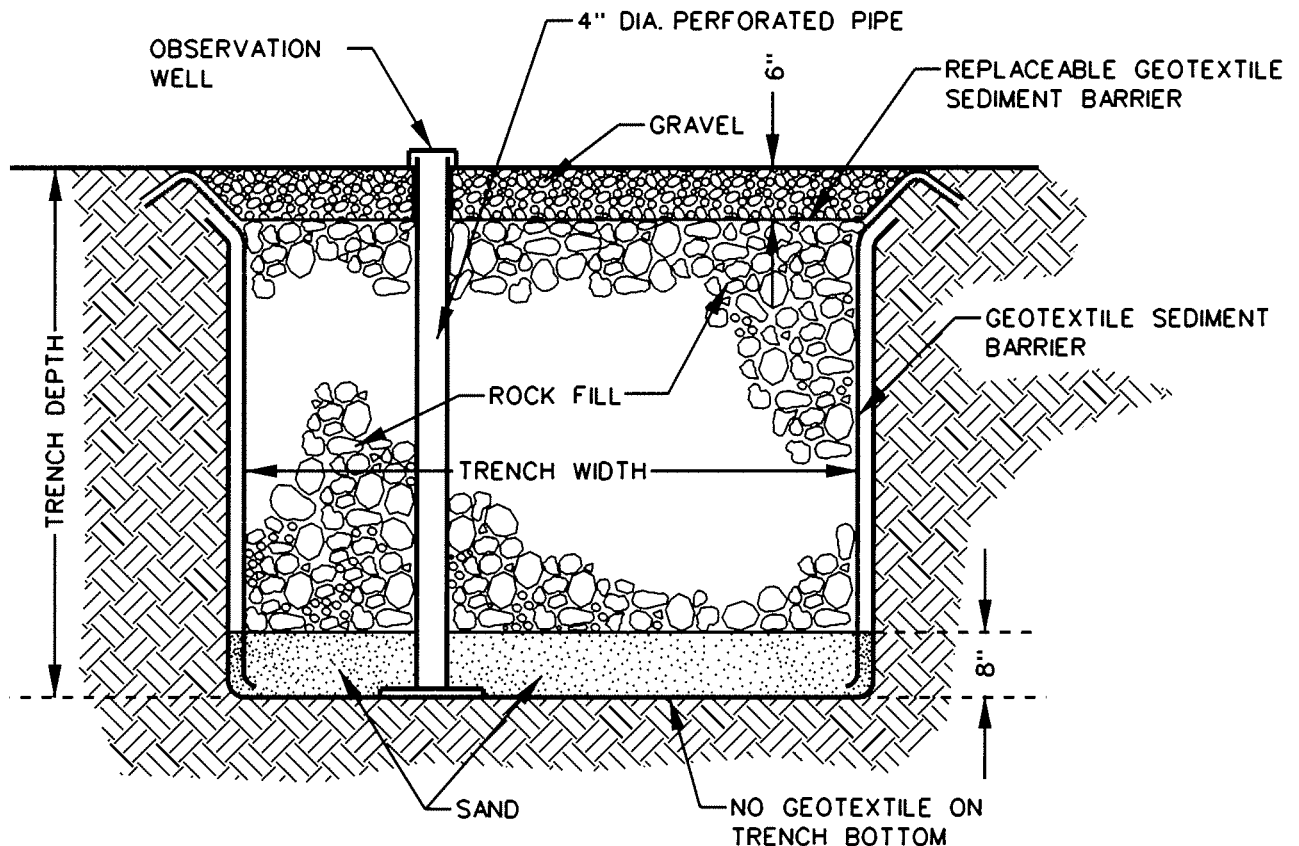 4" DIA. PERFORATED PIPE
OBSERVATION
WELL
6"
REPLACEABLE GEOTEXTILE
SEDIMENT BARRIER
GRAVEL
GEOTEXTILE SEDIMENT
BARRIER
TRENCH DEPTH
ROCK FILL
TRENCH WIDTH
8"
SAND
NO GEOTEXTILE ON
TRENCH BOTTOM